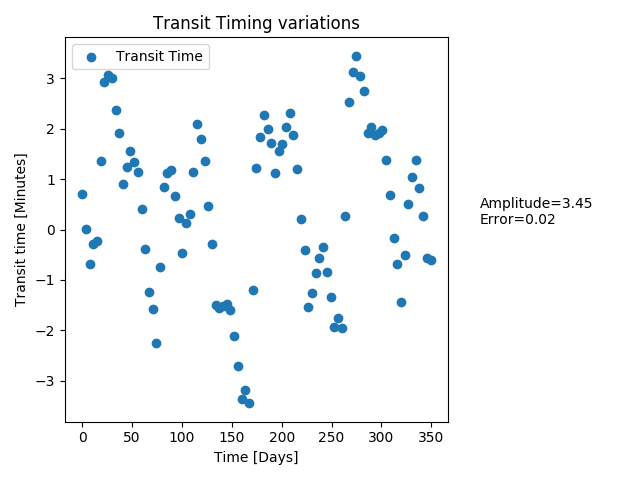 Transit Timing variations
Transit Time
3
2
1
0
−1
−2
−3
Transit time [Minutes]
0 50 100 150 200 250 300 350
Time [Days]
Amplitude=3.45
Error=0.02